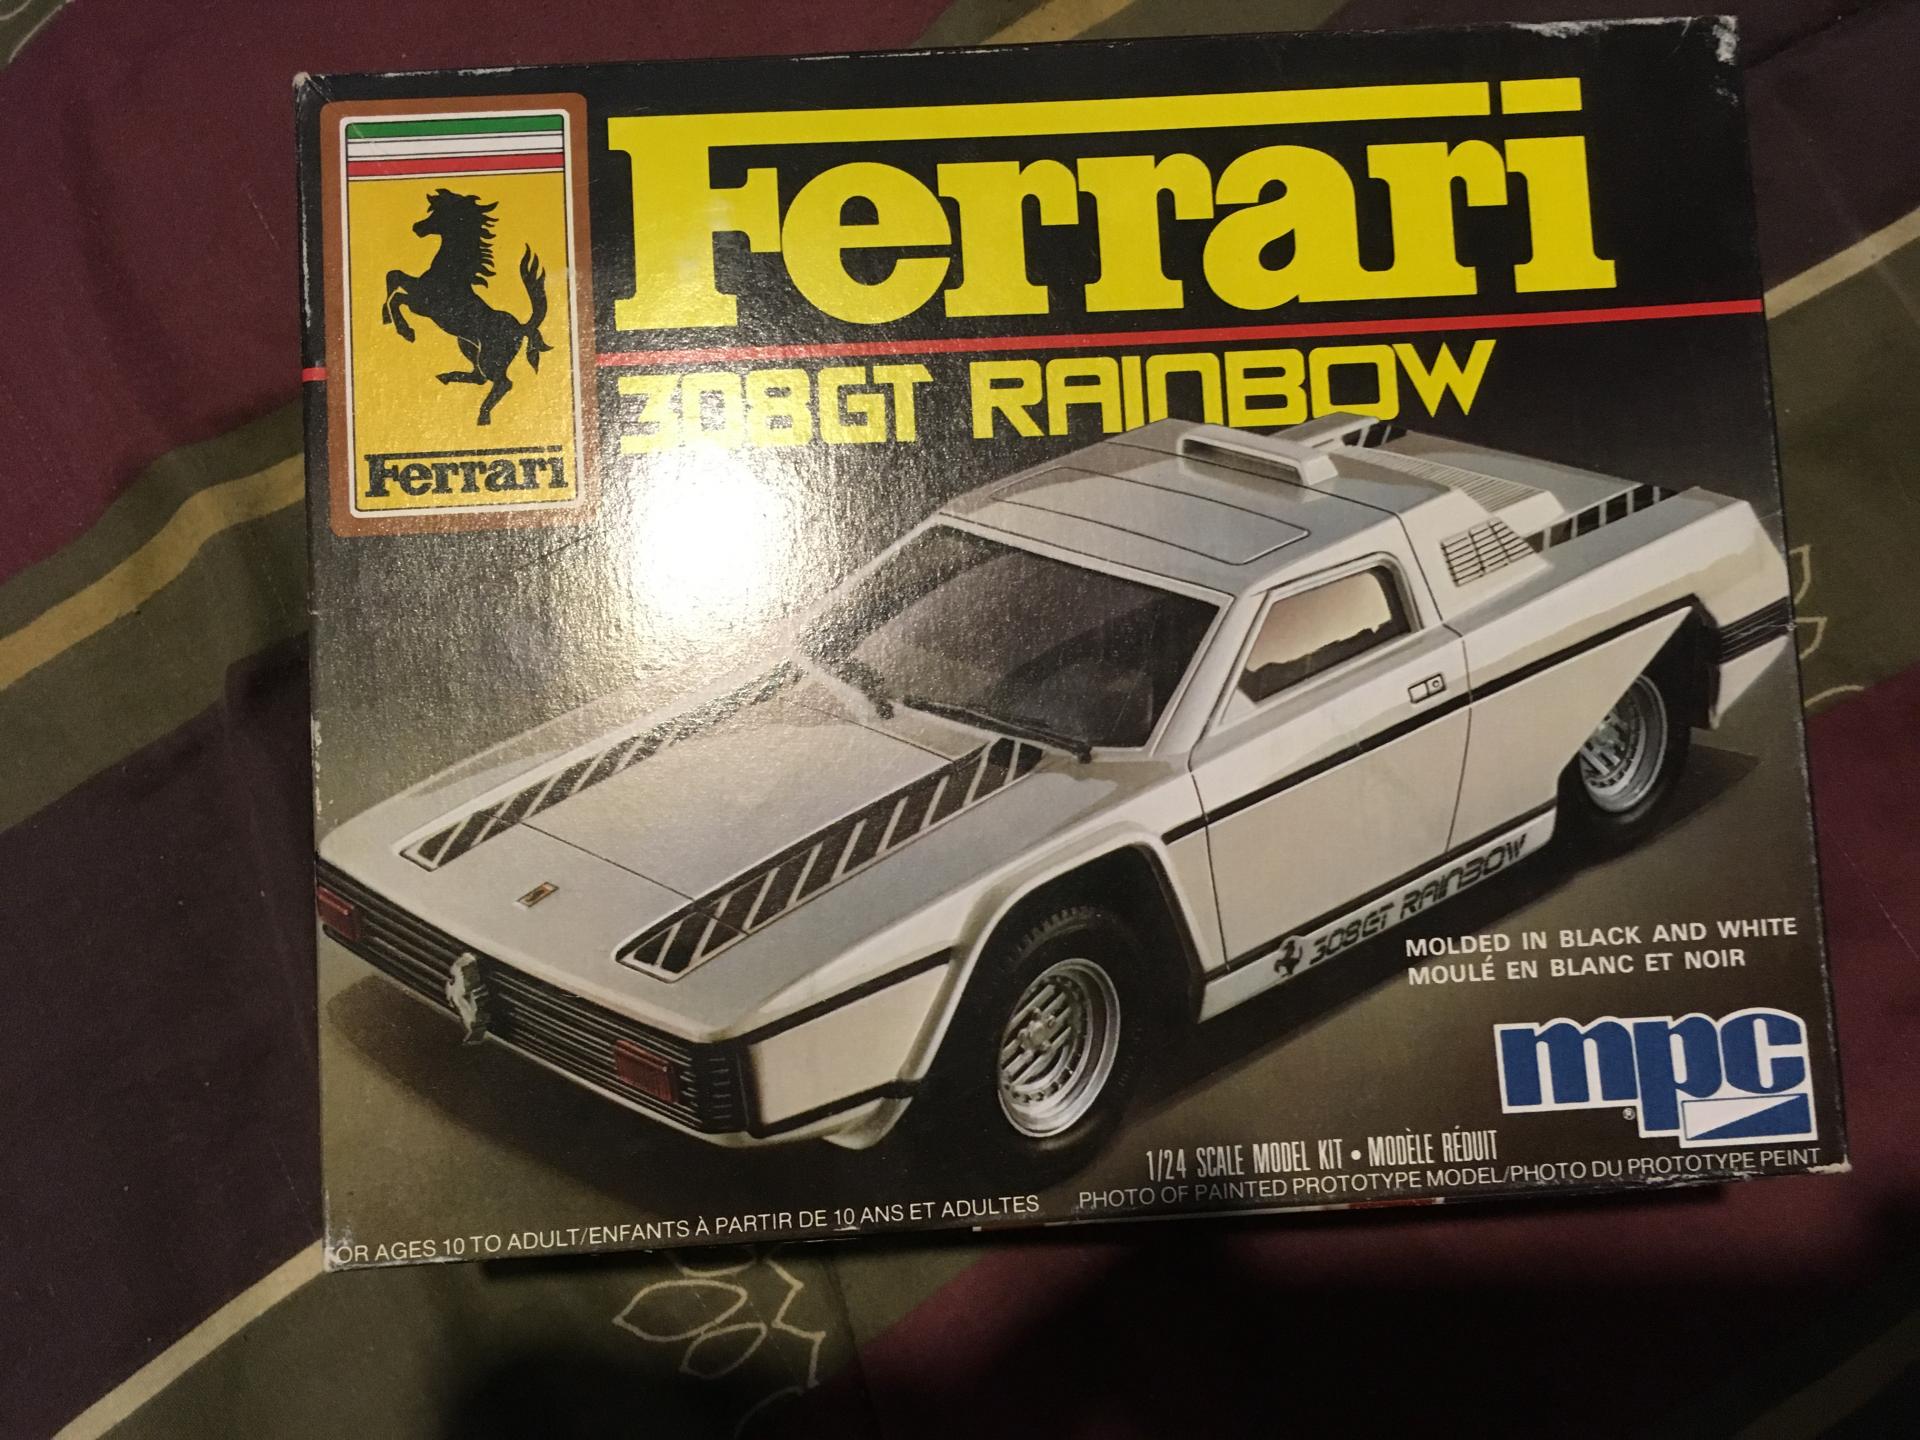 Ferrari
Ferrari
308GT RAINBOW
308GT RAINBOW
MOLDED IN BLACK AND WHITE
MOULÉ EN BLANC ET NOIR
mpc
®
1/24 SCALE MODEL KIT • MODÈLE RÉDUIT
PHOTO OF PAINTED PROTOTYPE MODEL/PHOTO DU PROTOTYPE PEINT
FOR AGES 10 TO ADULT/ENFANTS À PARTIR DE 10 ANS ET ADULTES